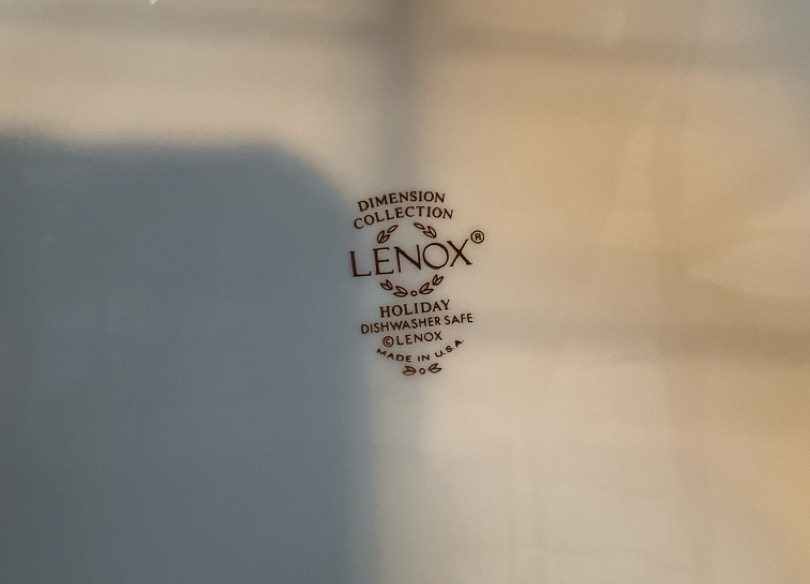 DIMENSION
COLLECTION
LENOX®
HOLIDAY
DISHWASHER SAFE
©LENOX
MADE IN U.S.A.